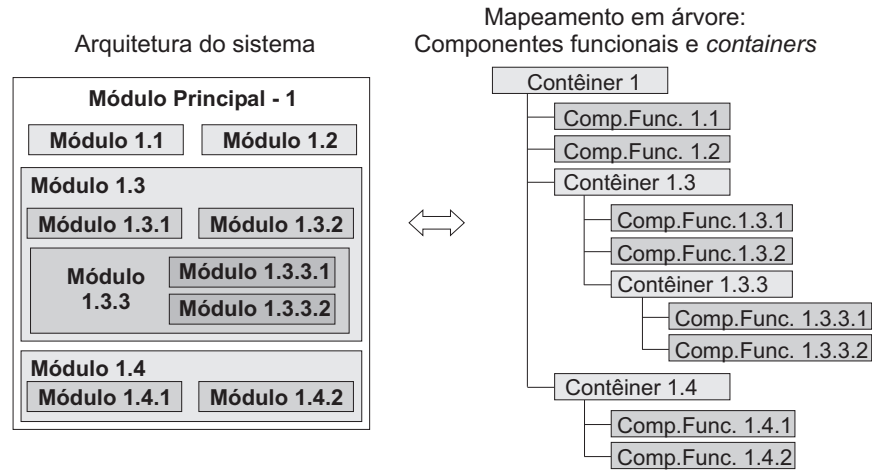 Arquitetura do sistema
Módulo Principal - 1
Módulo 1.1
Módulo 1.2
Módulo 1.3
Módulo 1.3.1
Módulo 1.3.2
Módulo
1.3.3
Módulo 1.3.3.1
Módulo 1.3.3.2
Módulo 1.4
Módulo 1.4.1
Módulo 1.4.2
Mapeamento em árvore:
Componentes funcionais e containers
Contêiner 1
Comp.Func. 1.1
Comp.Func. 1.2
Contêiner 1.3
Comp.Func.1.3.1
Comp.Func.1.3.2
Contêiner 1.3.3
Comp.Func. 1.3.3.1
Comp.Func. 1.3.3.2
Contêiner 1.4
Comp.Func. 1.4.1
Comp.Func. 1.4.2